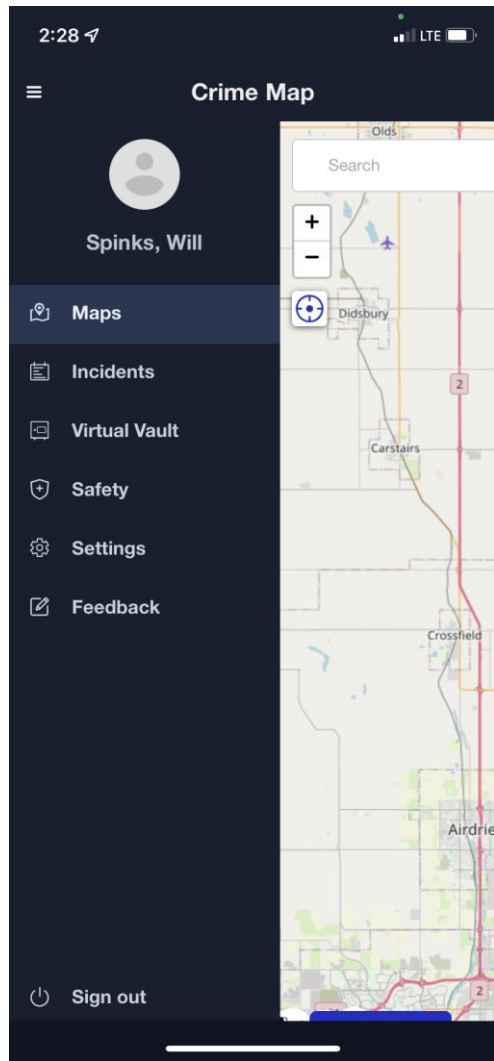 2:28
LTE
Crime Map
Spinks, Will
Maps
Incidents
Virtual Vault
Safety
Settings
Feedback
Sign out
Olds
Search
+
−
Didsbury
2
Carstairs
Crossfield
Airdrie
2